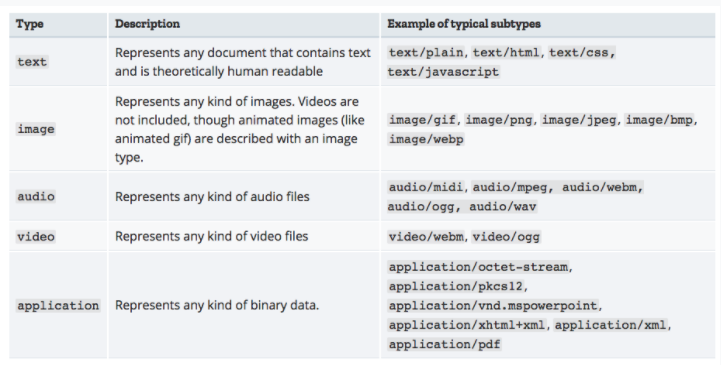 Type Description Example of typical subtypes
text
Represents any document that contains text
and is theoretically human readable
text/plain, text/html, text/css,
text/javascript
image
Represents any kind of images. Videos are
not included, though animated images (like
animated gif) are described with an image
type.
image/gif, image/png, image/jpeg, image/bmp,
image/webp
audio
Represents any kind of audio files
audio/midi, audio/mpeg, audio/webm,
audio/ogg, audio/wav
video
Represents any kind of video files
video/webm, video/ogg
application
Represents any kind of binary data.
application/octet-stream,
application/pkcs12,
application/vnd.mspowerpoint,
application/xhtml+xml, application/xml,
application/pdf